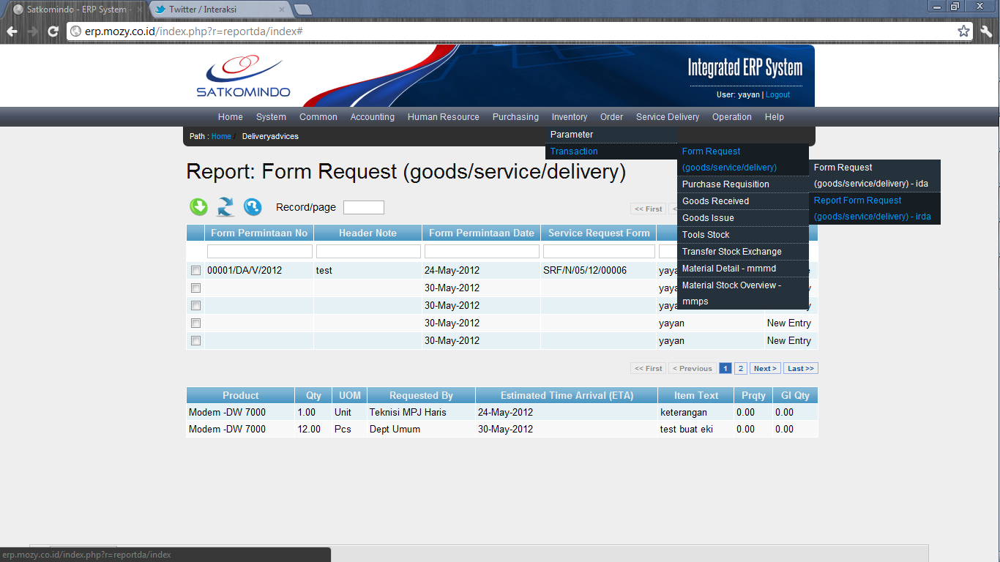 Satkomindo - ERP System -
Twitter / Interaksi
erp.mozy.co.id/index.php?r=reportda/index#
SATKOMINDO
Integrated ERP System
User: yayan | Logout
Home System Common Accounting Human Resource Purchasing Inventory Order Service Delivery Operation Help
Path : Home / Deliveryadvices
Parameter
Transaction
Form Request
(goods/service/delivery)
Purchase Requisition
Goods Received
Goods Issue
Tools Stock
Transfer Stock Exchange
Material Detail - mmmd
Material Stock Overview -
mmps
Form Request
(goods/service/delivery) - ida
Report Form Request
(goods/service/delivery) - irda
Report: Form Request (goods/service/delivery)
Record/page
<< First <
Form Permintaan No Header Note Form Permintaan Date Service Request Form
00001/DA/V/2012 test 24-May-2012 SRF/N/05/12/00006
30-May-2012
30-May-2012
30-May-2012 yayan New Entry
30-May-2012 yayan New Entry
<< First < Previous 1 2 Next > Last >>
Product Qty UOM Requested By Estimated Time Arrival (ETA) Item Text Prqty GI Qty
Modem -DW 7000 1.00 Unit Teknisi MPJ Haris 24-May-2012 keterangan 0.00 0.00
Modem -DW 7000 12.00 Pcs Dept Umum 30-May-2012 test buat eki 0.00 0.00
erp.mozy.co.id/index.php?r=reportda/index